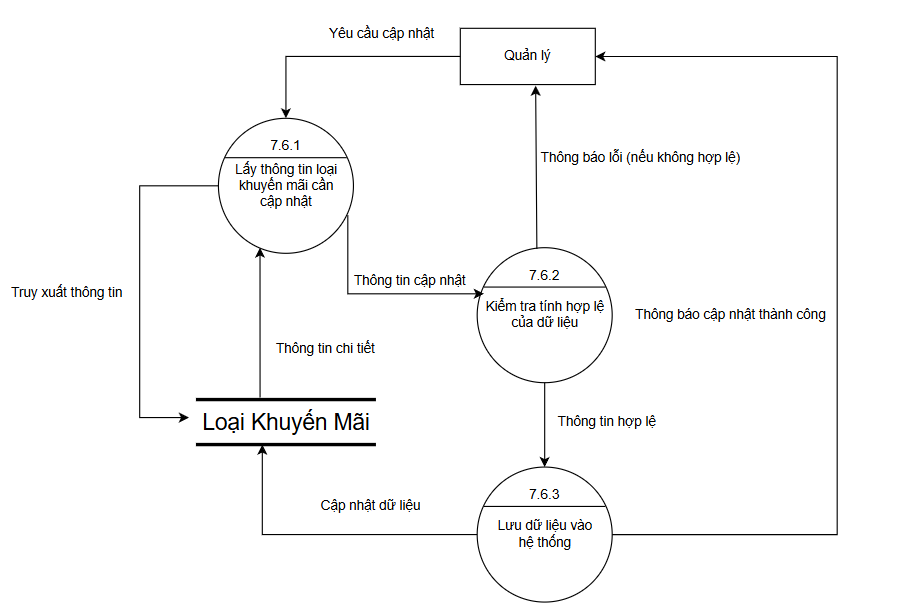 Yêu cầu cập nhật
Quản lý
7.6.1
Lấy thông tin loại
khuyến mãi cần
cập nhật
Thông báo lỗi (nếu không hợp lệ)
Truy xuất thông tin
Thông tin cập nhật
7.6.2
Kiểm tra tính hợp lệ
của dữ liệu
Thông báo cập nhật thành công
Thông tin chi tiết
Loại Khuyến Mãi
Thông tin hợp lệ
Cập nhật dữ liệu
7.6.3
Lưu dữ liệu vào
hệ thống